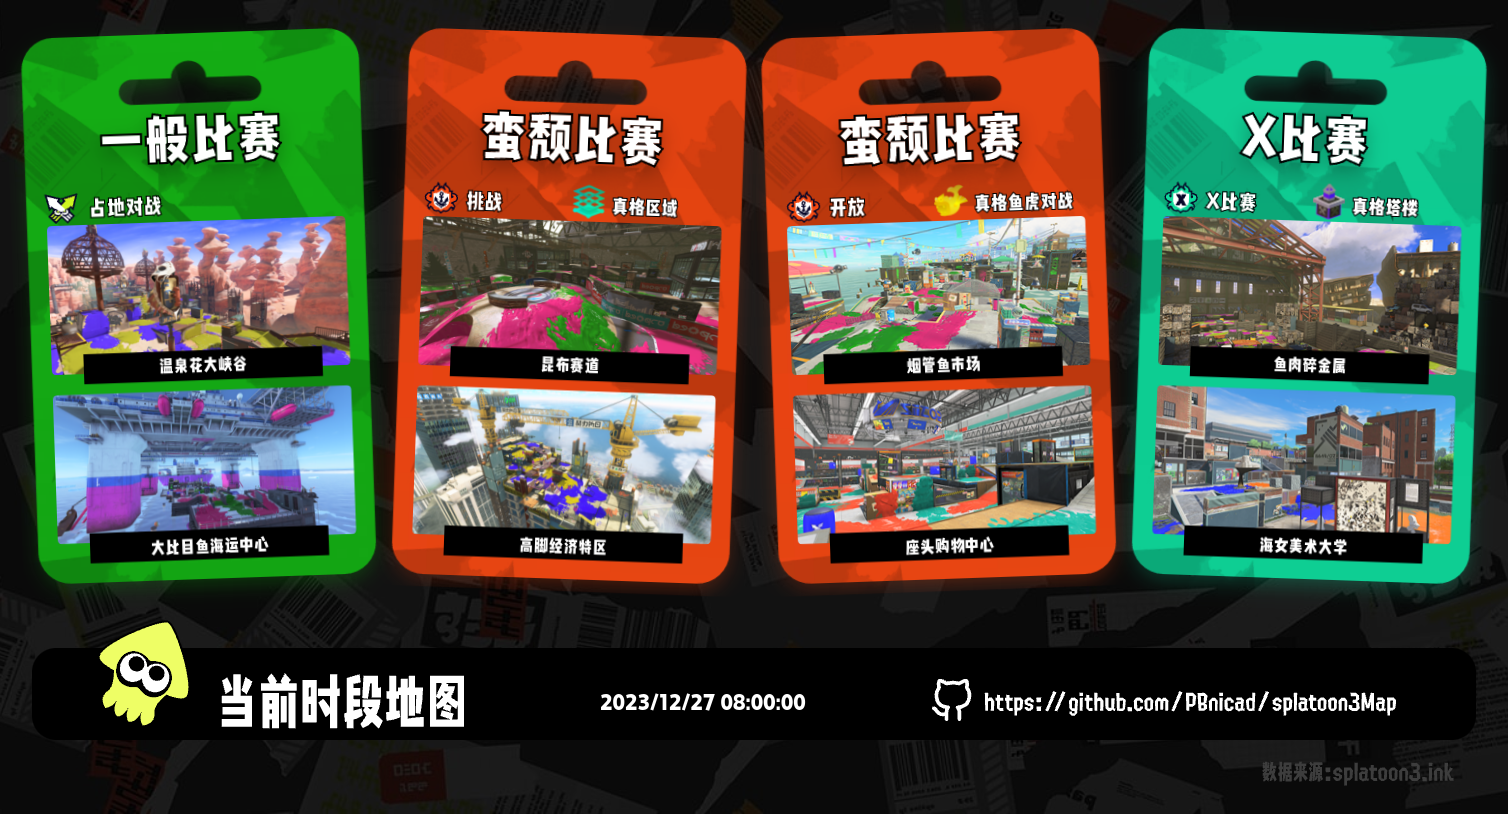 一般比赛
占地对战
温泉花大峡谷
大比目鱼海运中心
蛮颓比赛
挑战
真格区域
昆布赛道
高脚经济特区
蛮颓比赛
开放
真格鱼虎对战
烟管鱼市场
座头购物中心
X比赛
X比赛
真格塔楼
鱼肉碎金属
海女美术大学
当前时段地图
2023/12/27 08:00:00
https://github.com/PBnicad/splatoon3Map
数据来源:splatoon3.ink